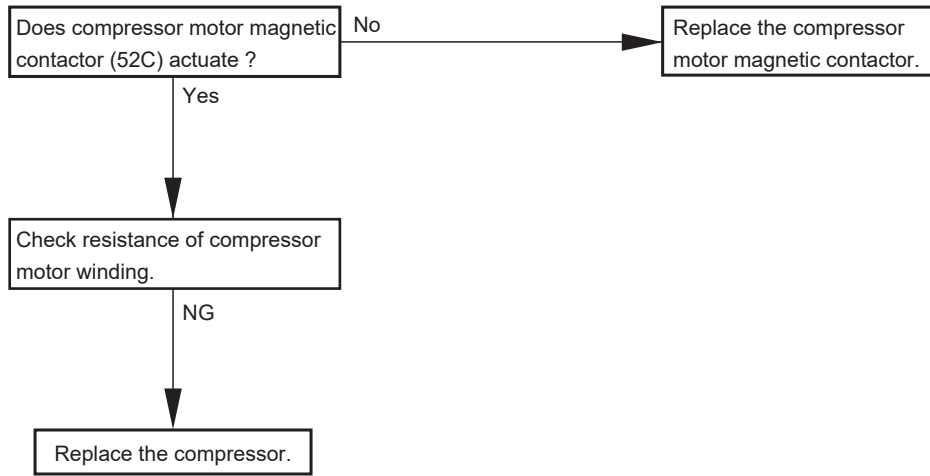 Does compressor motor magnetic
contactor (52C) actuate ?
No
Replace the compressor
motor magnetic contactor.
Yes
Check resistance of compressor
motor winding.
NG
Replace the compressor.